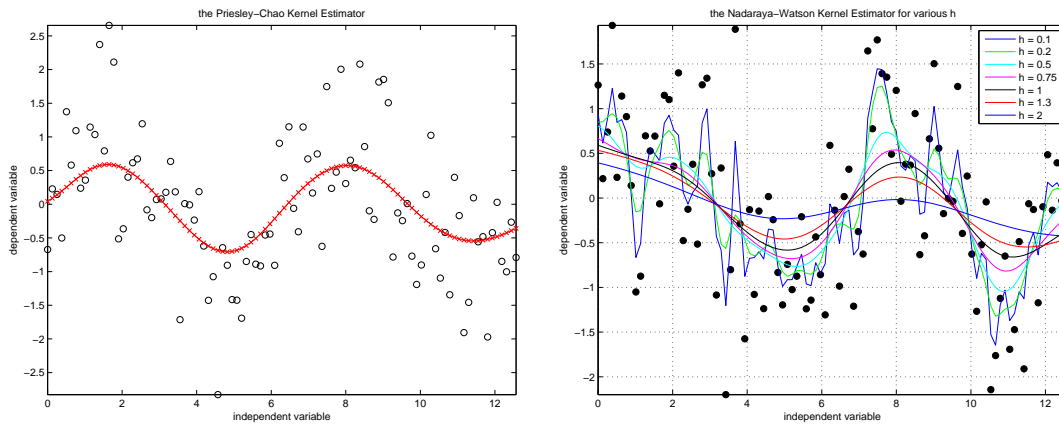 the Priesley−Chao Kernel Estimator
2.5
2
1.5
1
0.5
0
−0.5
−1
−1.5
−2
−2.5
dependent variable
0 2 4 6 8 10 12
independent variable
the Nadaraya−Watson Kernel Estimator for various h
1.5
1
0.5
0
−0.5
−1
−1.5
−2
dependent variable
0 2 4 6 8 10 12
independent variable
h = 0.1
h = 0.2
h = 0.5
h = 0.75
h = 1
h = 1.3
h = 2